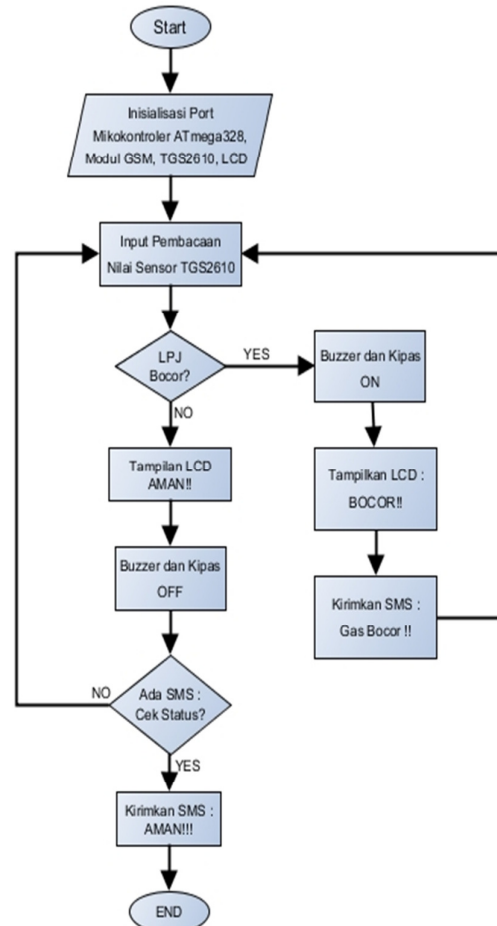 Start
Inisialisasi Port
Mikokontroler ATmega328,
Modul GSM, TGS2610, LCD
Input Pembacaan
Nilai Sensor TGS2610
LPJ
Bocor?
YES
Buzzer dan Kipas
ON
NO
Tampilan LCD
AMAN!!
Tampilkan LCD :
BOCOR!!
Buzzer dan Kipas
OFF
Kirimkan SMS :
Gas Bocor !!
NO
Ada SMS :
Cek Status?
YES
Kirimkan SMS :
AMAN!!!
END